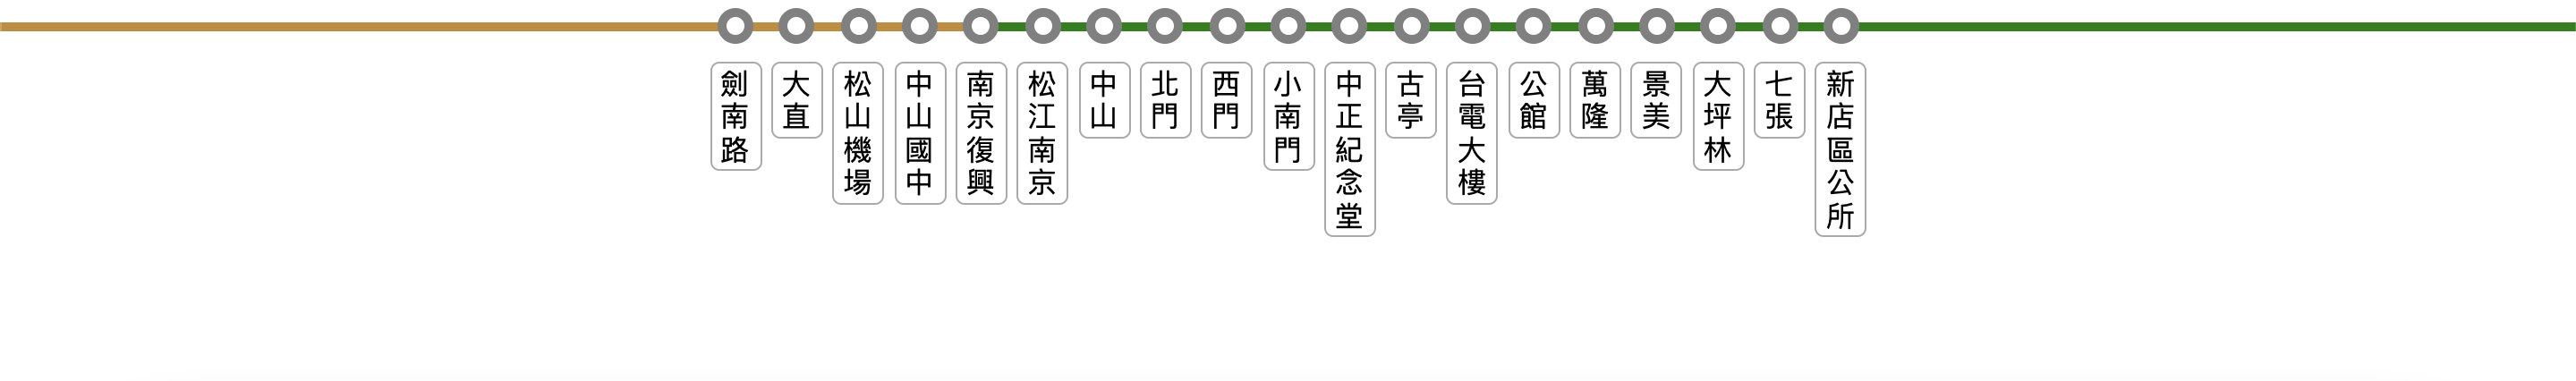 劍南路
大直
松山機場
中山國中
南京復興
松江南京
中山
北門
西門
小南門
中正紀念堂
古亭
台電大樓
公館
萬隆
景美
大坪林
七張
新店區公所